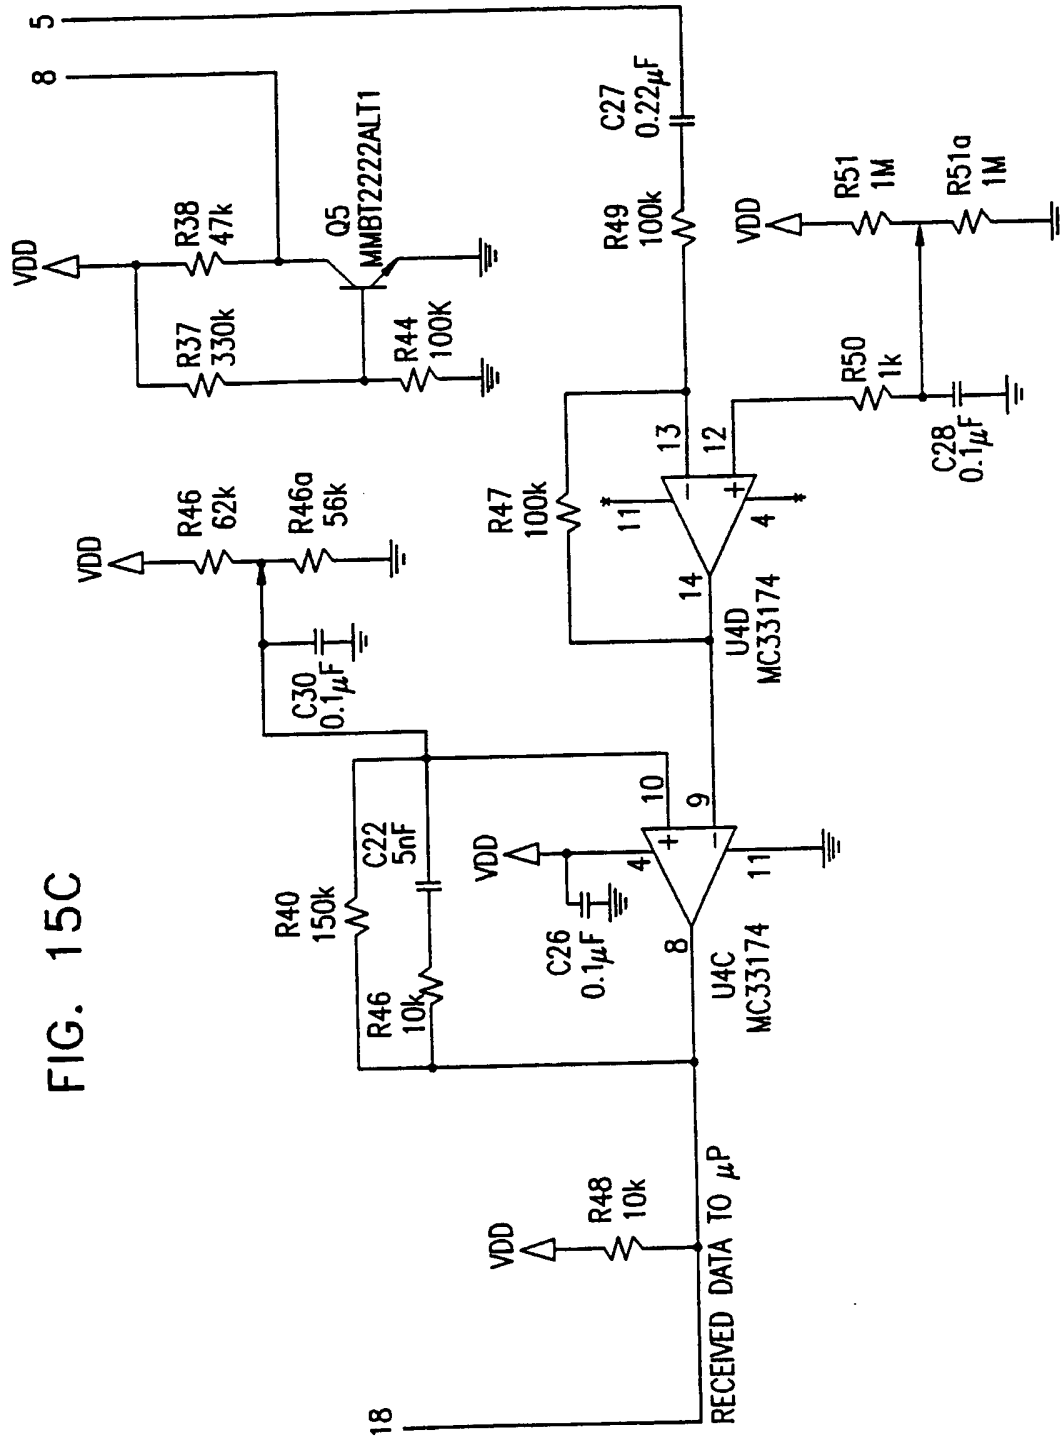 FIG. 15C
5
8
VDD
R37
330k
R38
47k
Q5
MMBT2222ALT1
R44
100K
VDD
R46
62k
R46a
56k
C30
0.1µF
R40
150k
C22
5nF
R46
10k
VDD
C26
0.1µF
4
10
9
11
8
U4C
MC33174
R47
100k
R49
100k
C27
0.22µF
11
13
12
4
14
U4D
MC33174
R50
1k
C28
0.1µF
VDD
R51
1M
R51a
1M
VDD
R48
10k
18
RECEIVED DATA TO µP